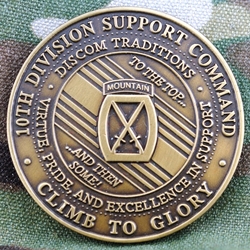 10TH DIVISION SUPPORT COMMAND
· DISCOM TRADITIONS ·
TO THE TOP...
MOUNTAIN
...AND THEN
SOME!
VIRTUE, PRIDE, AND EXCELLENCE IN SUPPORT
· CLIMB TO GLORY ·